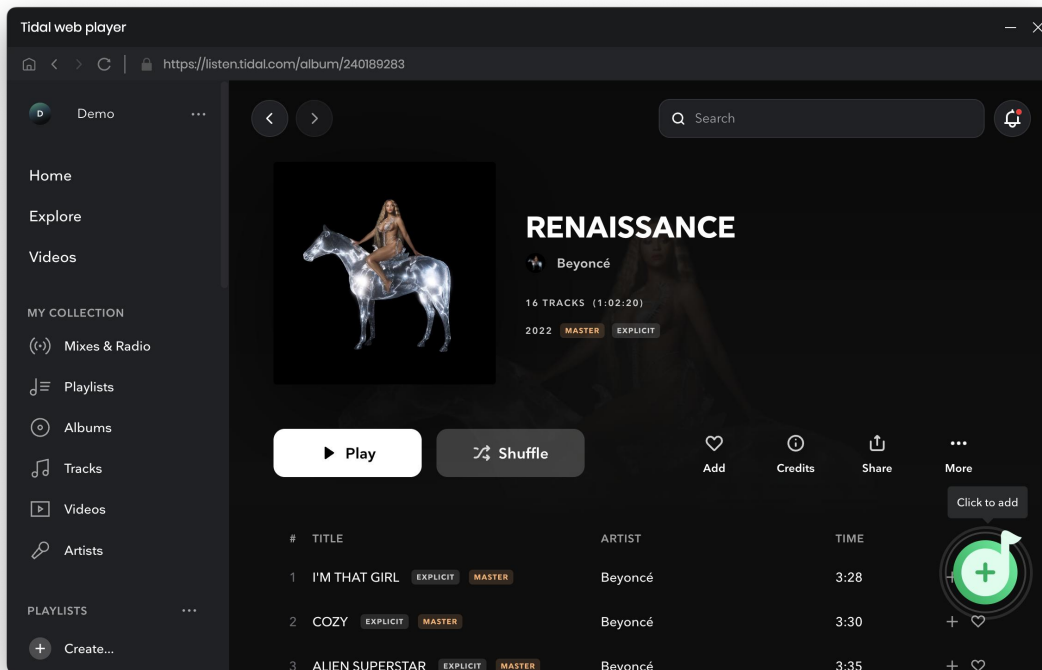 Tidal web player
https://listen.tidal.com/album/240189283
D Demo
Search
Home
Explore
Videos
MY COLLECTION
Mixes & Radio
Playlists
Albums
Tracks
Videos
Artists
PLAYLISTS
Create...
RENAISSANCE
Beyoncé
16 TRACKS (1:02:20)
2022 MASTER EXPLICIT
Play Shuffle
Add Credits Share More
Click to add
# TITLE ARTIST TIME
1 I'M THAT GIRL EXPLICIT MASTER Beyoncé 3:28
2 COZY EXPLICIT MASTER Beyoncé 3:30
3 ALIEN SUPERSTAR EXPLICIT MASTER Beyoncé 3:35